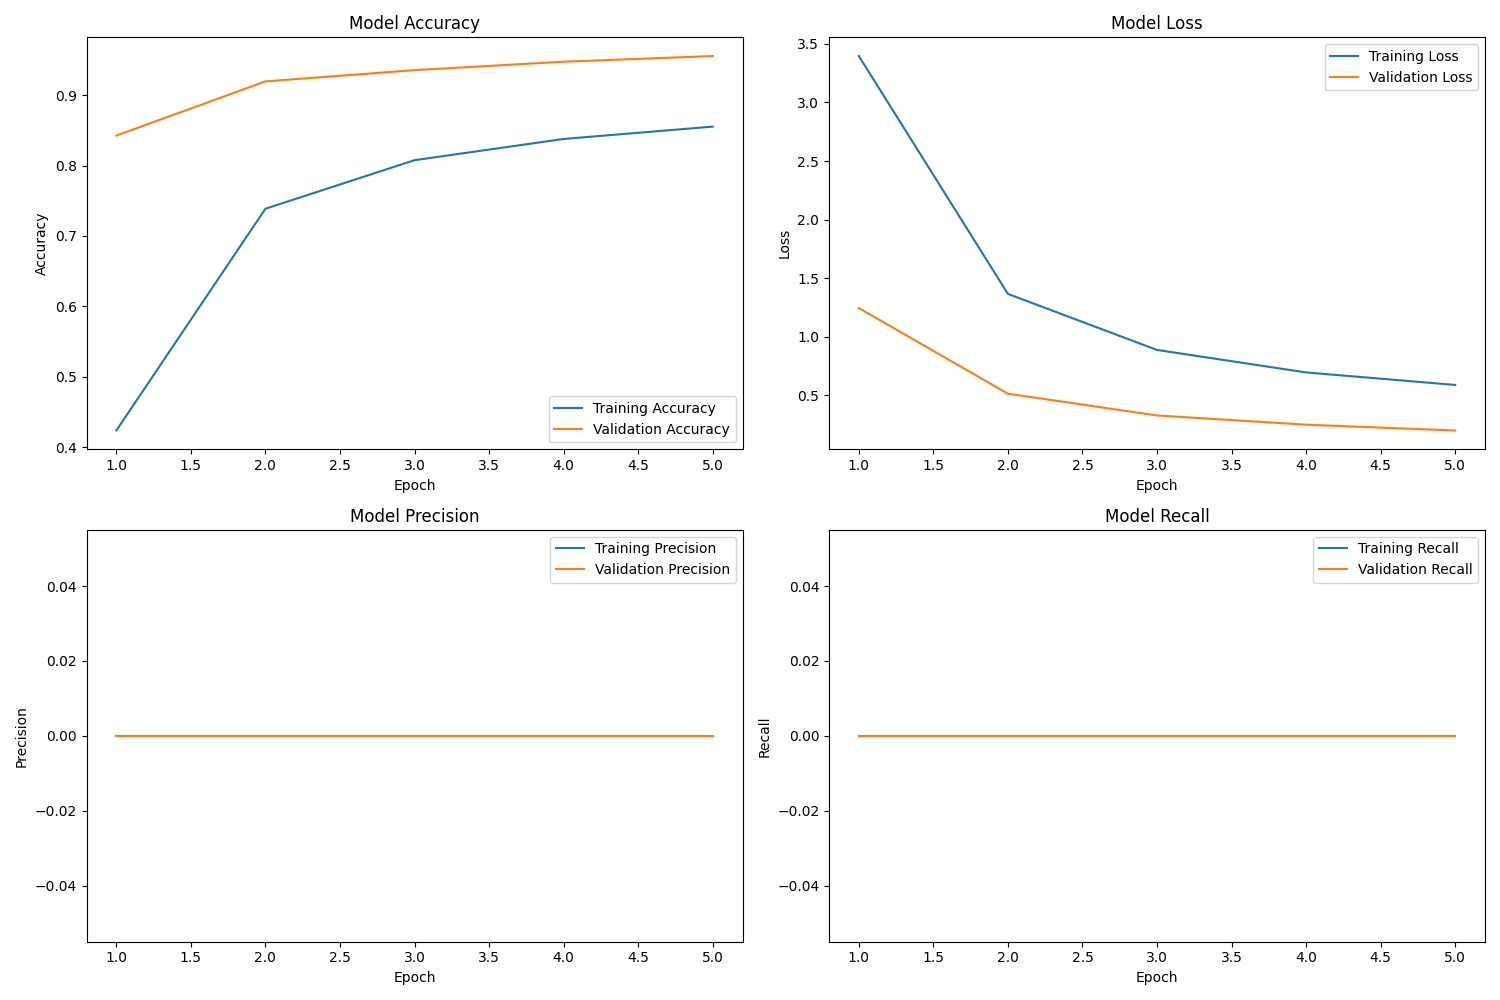 Model Accuracy
0.9
0.8
0.7
0.6
0.5
0.4
Accuracy
Training Accuracy
Validation Accuracy
1.0 1.5 2.0 2.5 3.0 3.5 4.0 4.5 5.0
Epoch
Model Loss
3.5
3.0
2.5
2.0
1.5
1.0
0.5
Loss
Training Loss
Validation Loss
1.0 1.5 2.0 2.5 3.0 3.5 4.0 4.5 5.0
Epoch
Model Precision
0.04
0.02
0.00
−0.02
−0.04
Precision
Training Precision
Validation Precision
1.0 1.5 2.0 2.5 3.0 3.5 4.0 4.5 5.0
Epoch
Model Recall
0.04
0.02
0.00
−0.02
−0.04
Recall
Training Recall
Validation Recall
1.0 1.5 2.0 2.5 3.0 3.5 4.0 4.5 5.0
Epoch